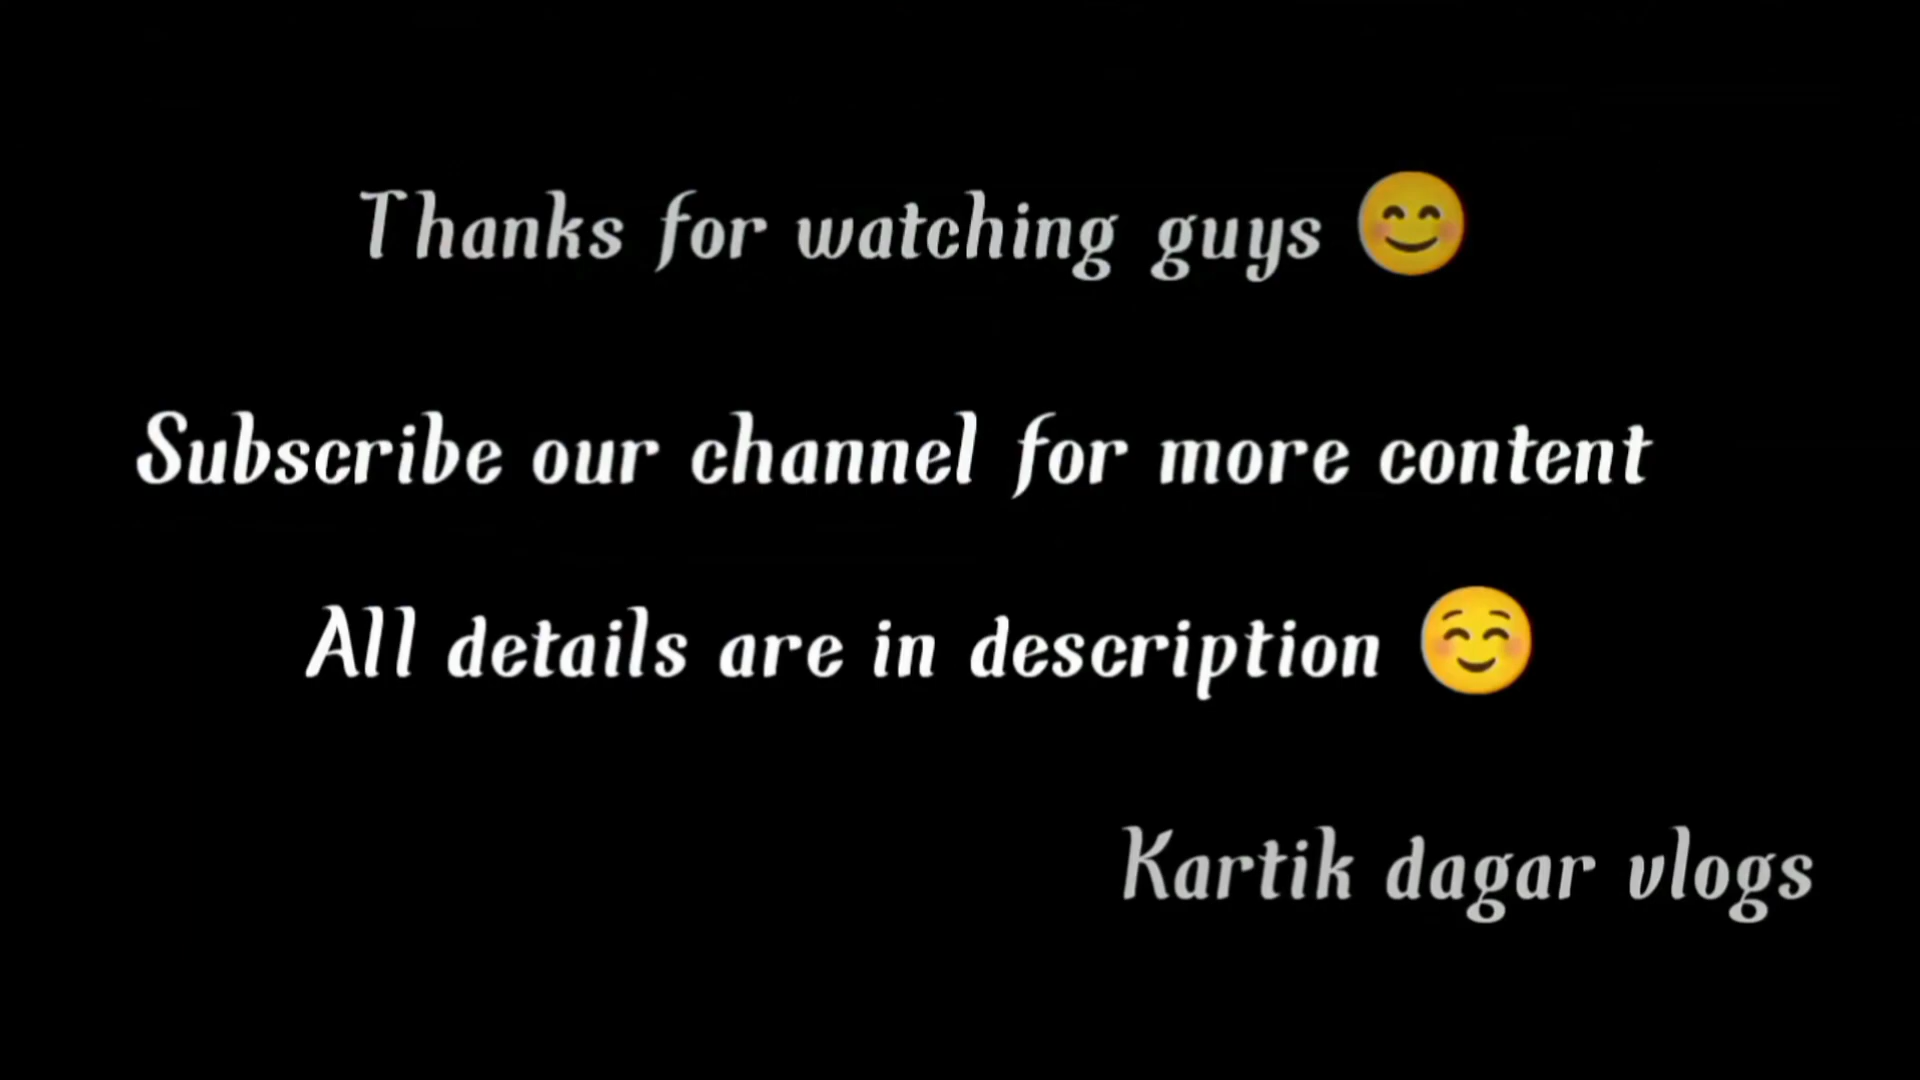 Thanks for watching guys 😊
Subscribe our channel for more content
All details are in description ☺️
Kartik dagar vlogs